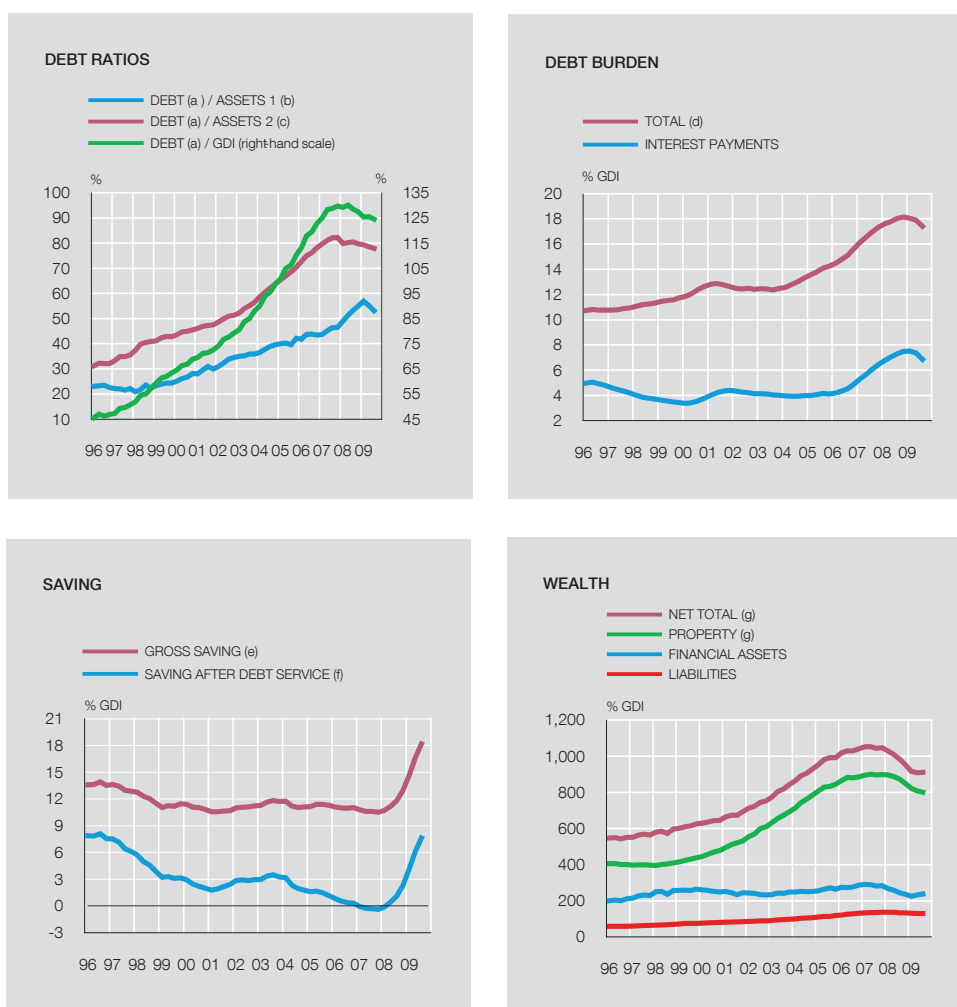 DEBT RATIOS
DEBT (a ) / ASSETS 1 (b)
DEBT (a) / ASSETS 2 (c)
DEBT (a) / GDI (right-hand scale)
% %
100 135
90 125
80 115
70 105
60 95
50 85
40 75
30 65
20 55
10 45
96 97 98 99 00 01 02 03 04 05 06 07 08 09
DEBT BURDEN
TOTAL (d)
INTEREST PAYMENTS
% GDI
20
18
16
14
12
10
8
6
4
2
96 97 98 99 00 01 02 03 04 05 06 07 08 09
SAVING
GROSS SAVING (e)
SAVING AFTER DEBT SERVICE (f)
% GDI
21
18
15
12
9
6
3
0
-3
96 97 98 99 00 01 02 03 04 05 06 07 08 09
WEALTH
NET TOTAL (g)
PROPERTY (g)
FINANCIAL ASSETS
LIABILITIES
% GDI
1,200
1,000
800
600
400
200
0
96 97 98 99 00 01 02 03 04 05 06 07 08 09